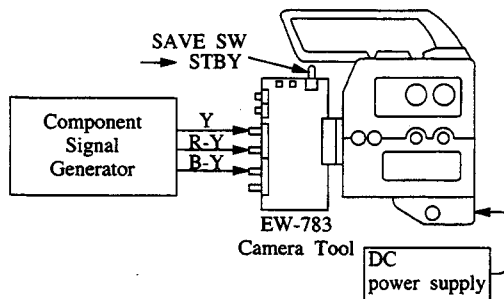 SAVE SW
→ STBY
Component
Signal
Generator
Y
R-Y
B-Y
EW-783
Camera Tool
DC
power supply